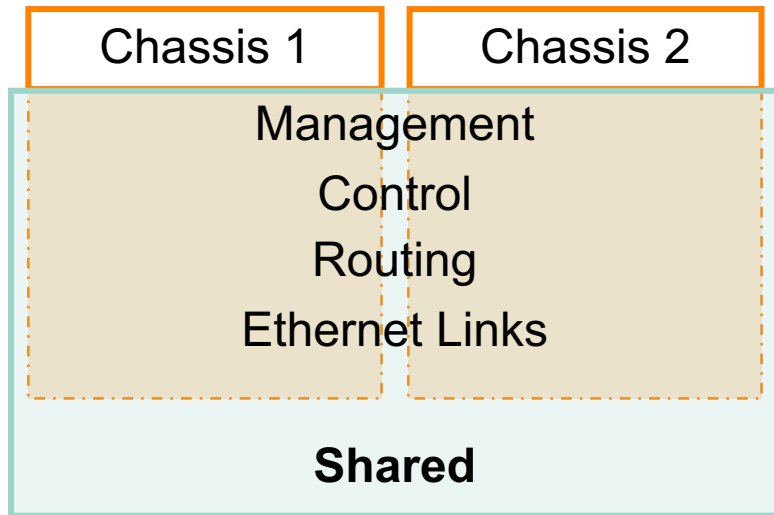 Chassis 1
Chassis 2
Management
Control
Routing
Ethernet Links
Shared